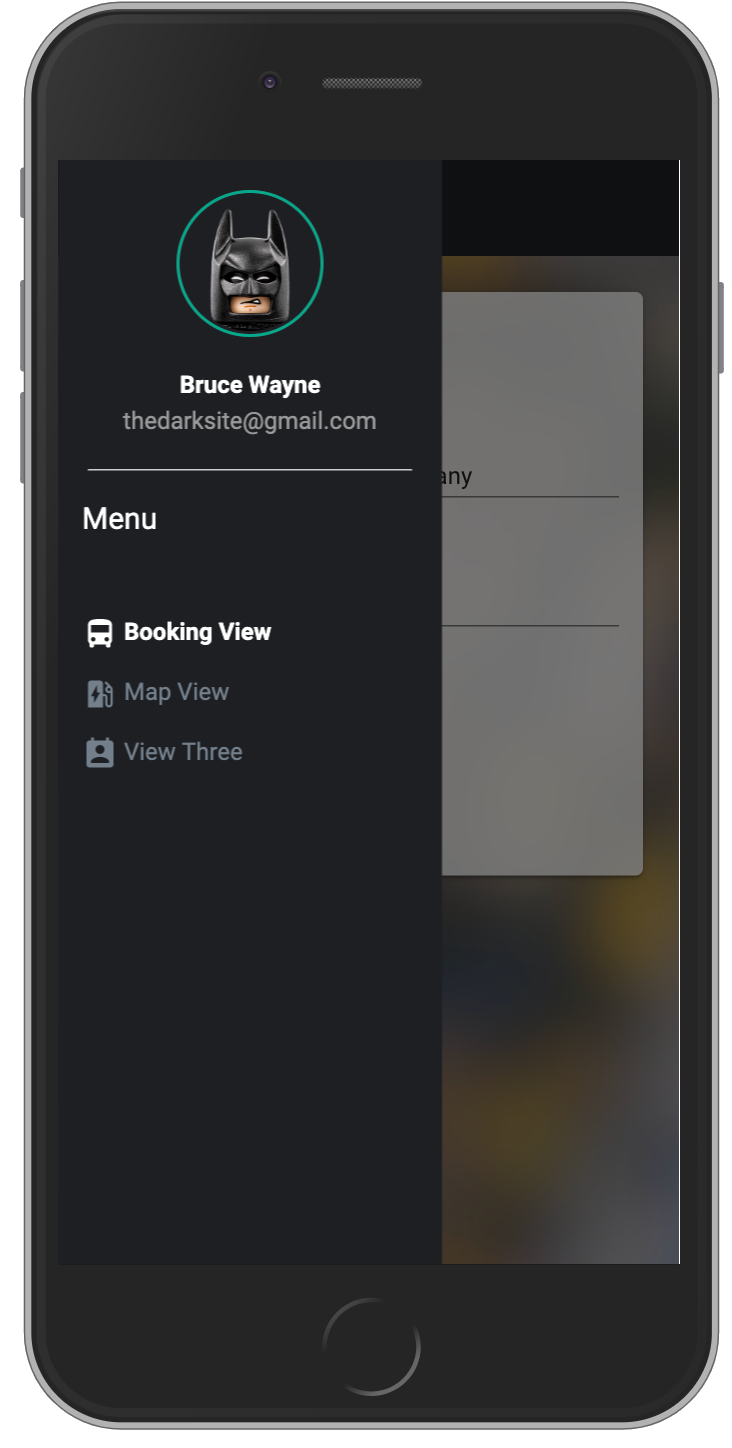 Bruce Wayne
thedarksite@gmail.com
Menu
Booking View
Map View
View Three
any